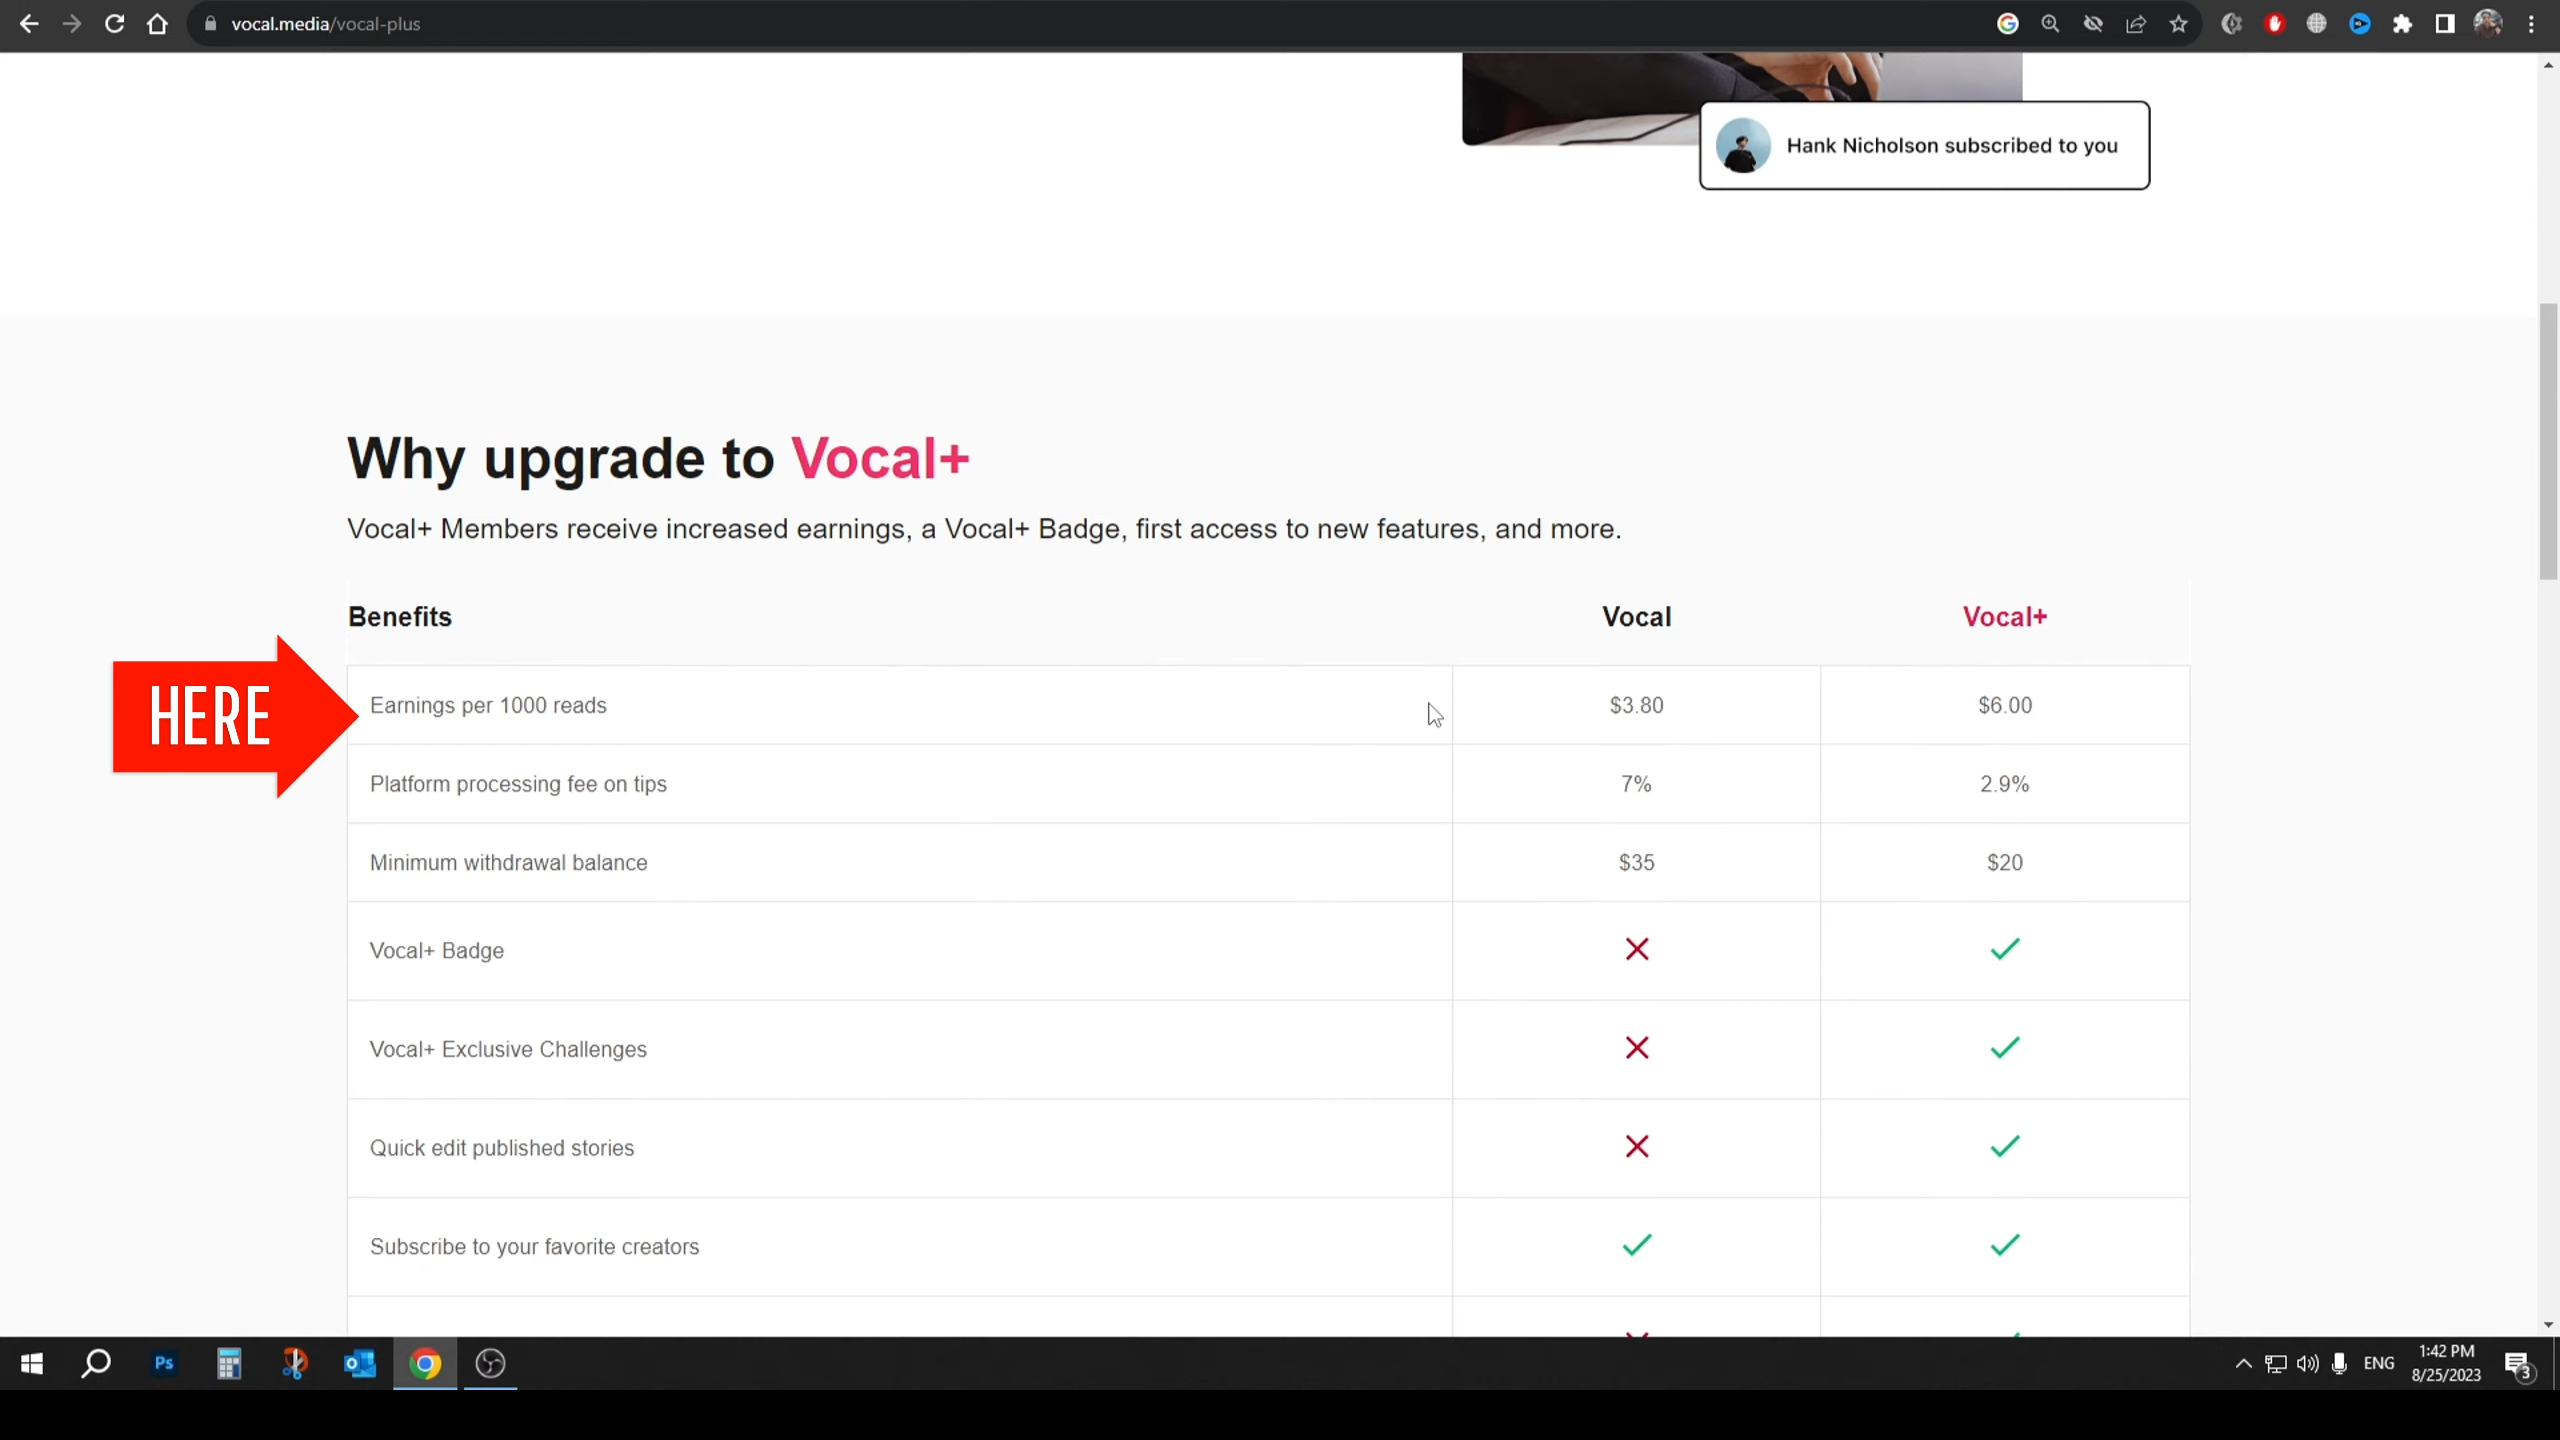 vocal.media/vocal-plus
Hank Nicholson subscribed to you
Why upgrade to Vocal+
Vocal+ Members receive increased earnings, a Vocal+ Badge, first access to new features, and more.
Benefits Vocal Vocal+
HERE
Earnings per 1000 reads $3.80 $6.00
Platform processing fee on tips 7% 2.9%
Minimum withdrawal balance $35 $20
Vocal+ Badge
Vocal+ Exclusive Challenges
Quick edit published stories
Subscribe to your favorite creators
Ps
ENG
1:42 PM
8/25/2023
3